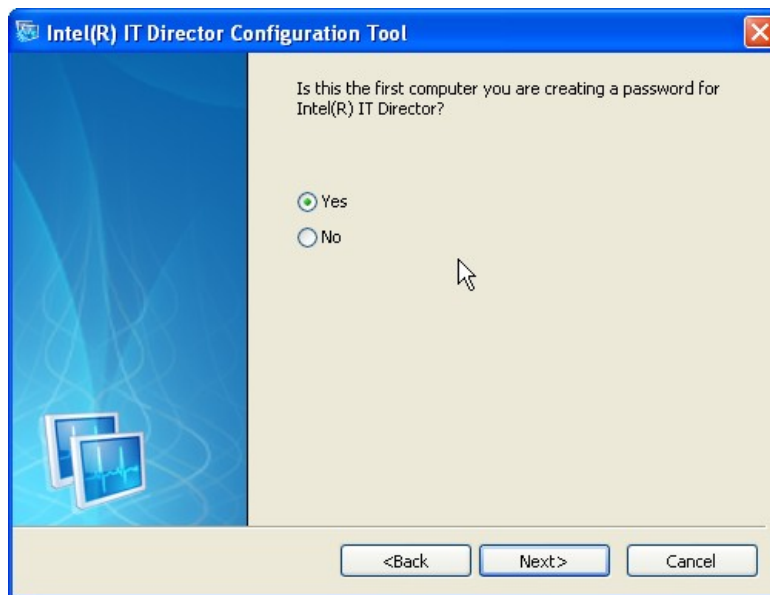 Intel(R) IT Director Configuration Tool
Is this the first computer you are creating a password for
Intel(R) IT Director?
Yes
No
<Back
Next>
Cancel